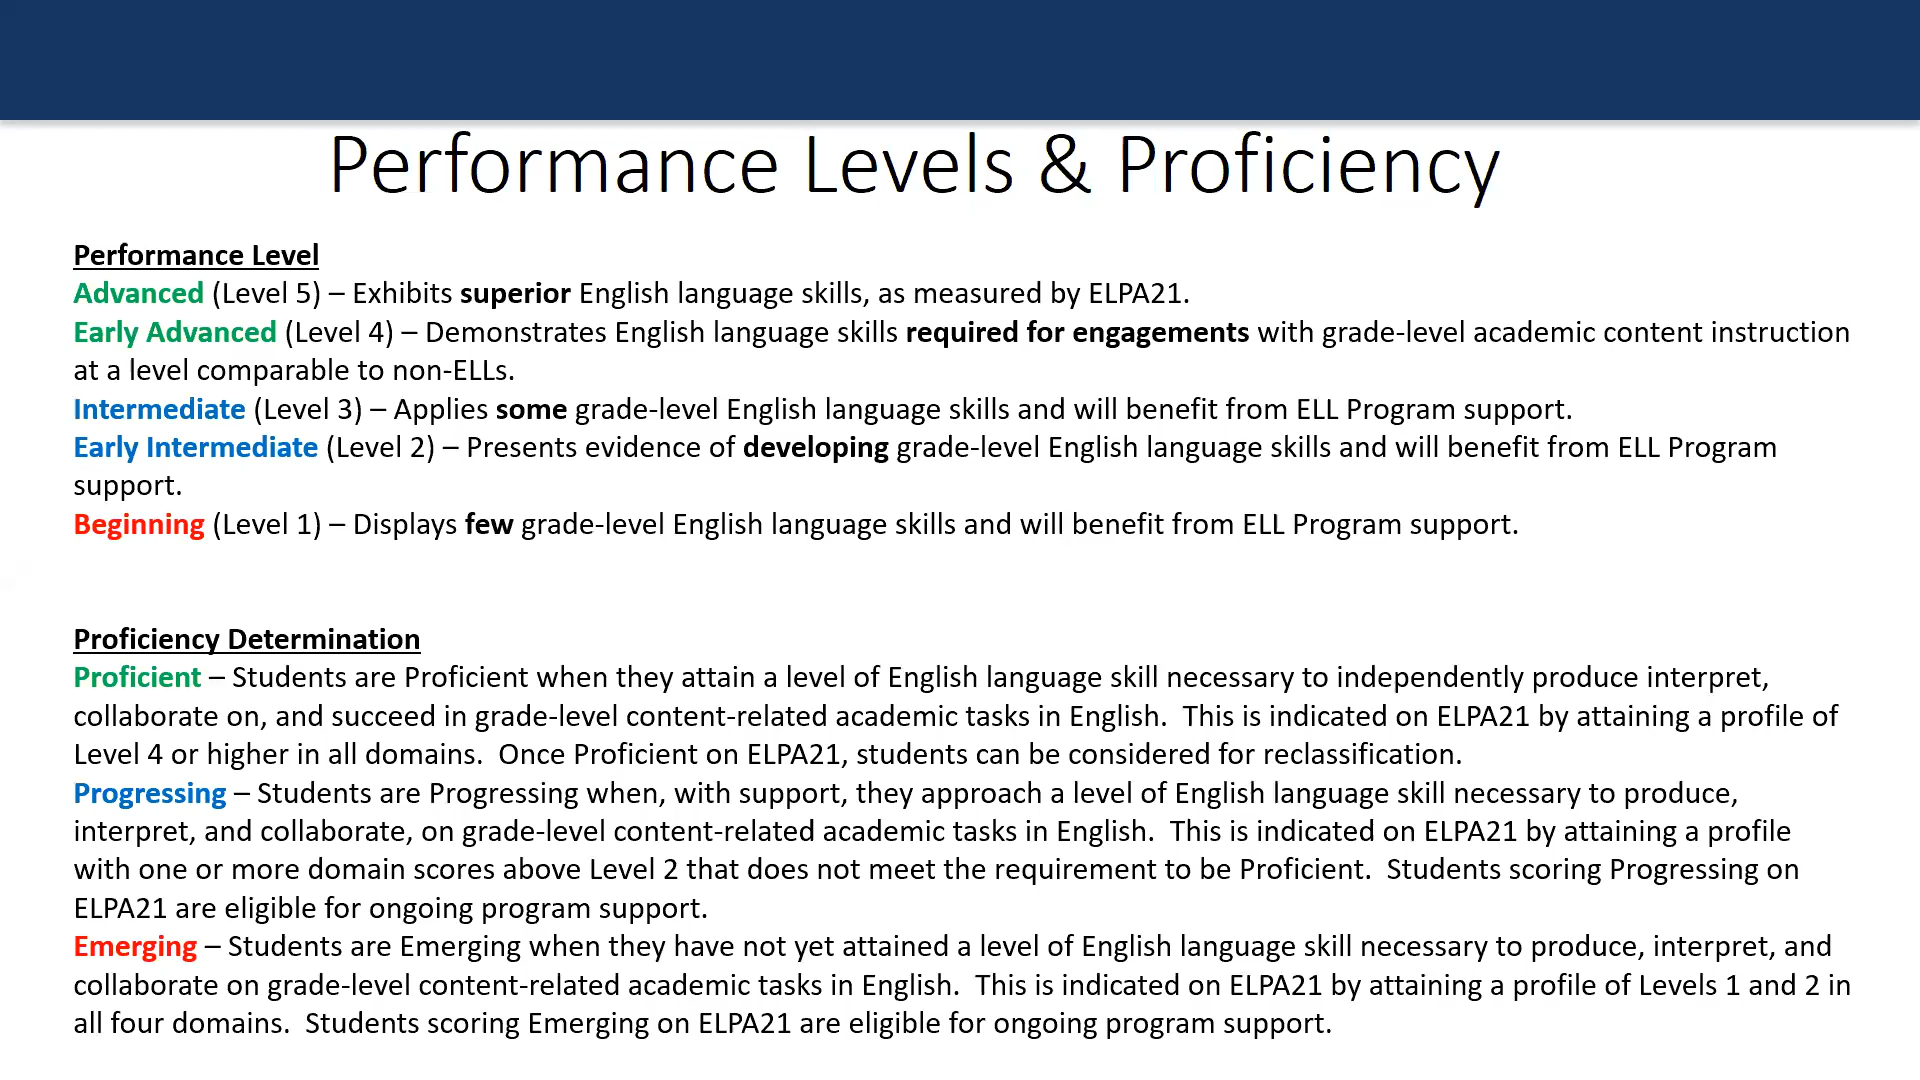 Performance Levels & Proficiency
Performance Level
Advanced (Level 5) – Exhibits superior English language skills, as measured by ELPA21.
Early Advanced (Level 4) – Demonstrates English language skills required for engagements with grade-level academic content instruction
at a level comparable to non-ELLs.
Intermediate (Level 3) – Applies some grade-level English language skills and will benefit from ELL Program support.
Early Intermediate (Level 2) – Presents evidence of developing grade-level English language skills and will benefit from ELL Program
support.
Beginning (Level 1) – Displays few grade-level English language skills and will benefit from ELL Program support.
Proficiency Determination
Proficient – Students are Proficient when they attain a level of English language skill necessary to independently produce interpret,
collaborate on, and succeed in grade-level content-related academic tasks in English.  This is indicated on ELPA21 by attaining a profile of
Level 4 or higher in all domains.  Once Proficient on ELPA21, students can be considered for reclassification.
Progressing – Students are Progressing when, with support, they approach a level of English language skill necessary to produce,
interpret, and collaborate, on grade-level content-related academic tasks in English.  This is indicated on ELPA21 by attaining a profile
with one or more domain scores above Level 2 that does not meet the requirement to be Proficient.  Students scoring Progressing on
ELPA21 are eligible for ongoing program support.
Emerging – Students are Emerging when they have not yet attained a level of English language skill necessary to produce, interpret, and
collaborate on grade-level content-related academic tasks in English.  This is indicated on ELPA21 by attaining a profile of Levels 1 and 2 in
all four domains.  Students scoring Emerging on ELPA21 are eligible for ongoing program support.